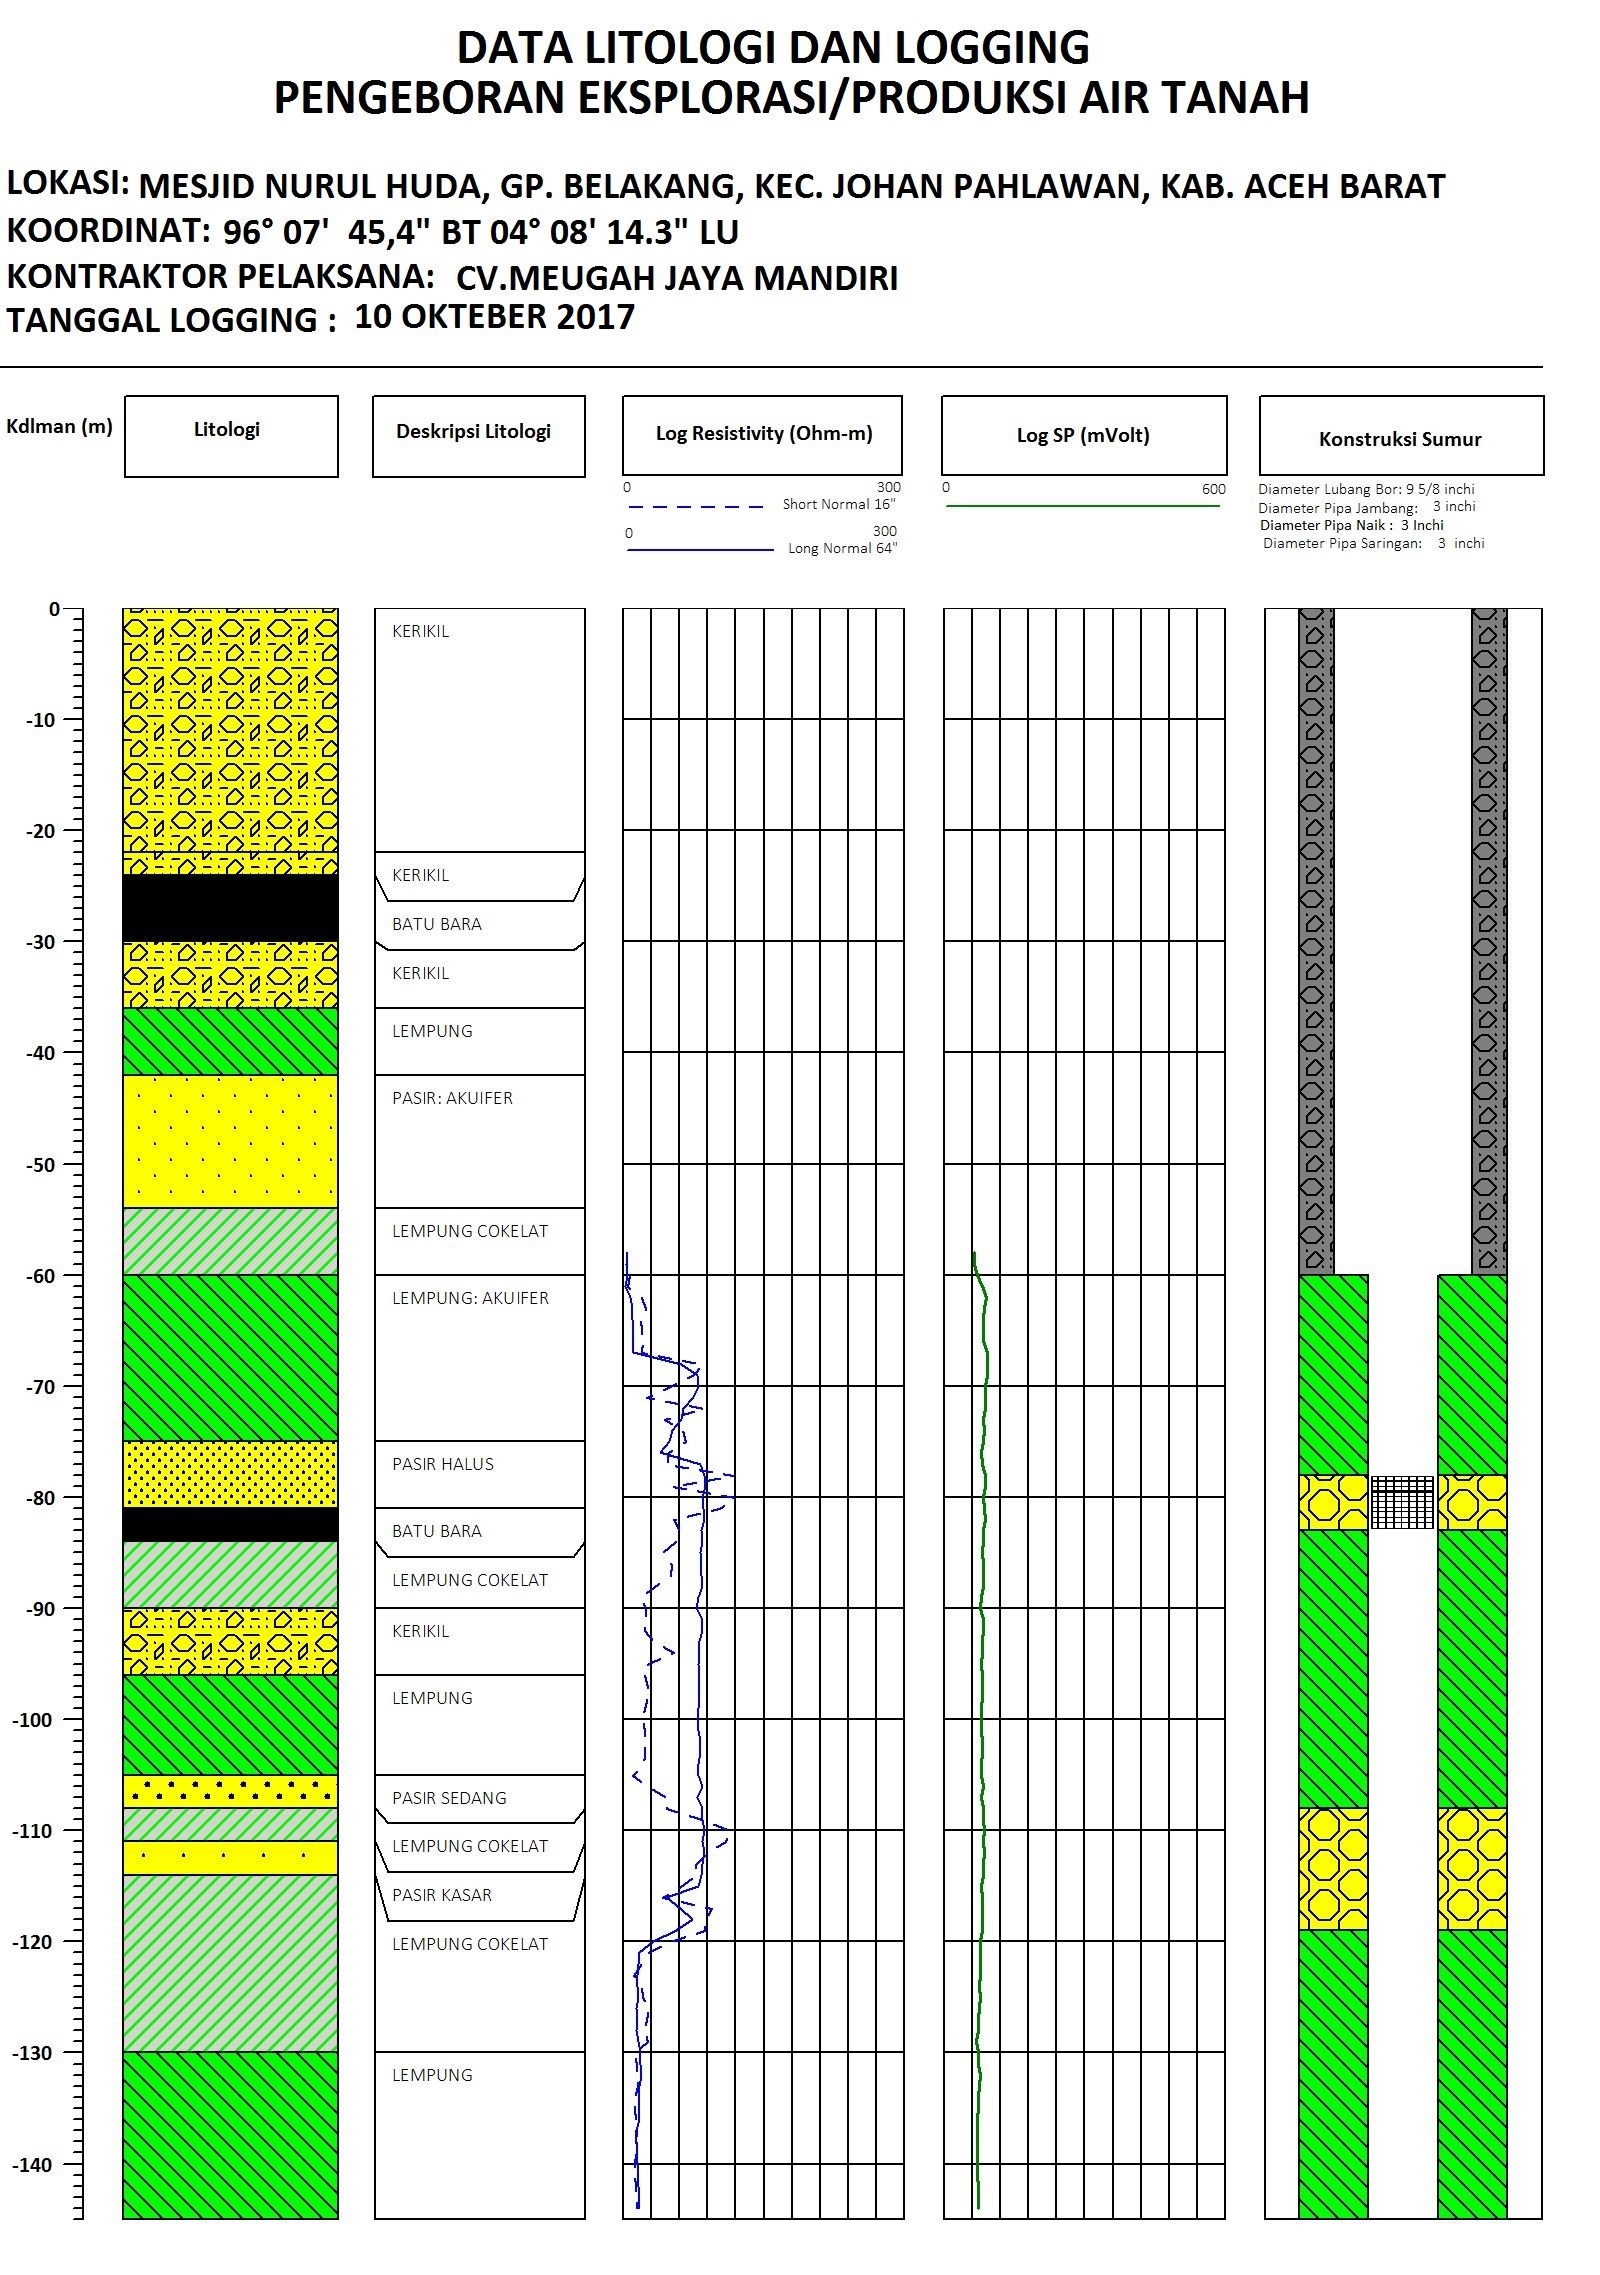 DATA LITOLOGI DAN LOGGING
PENGEBORAN EKSPLORASI/PRODUKSI AIR TANAH
LOKASI: MESJID NURUL HUDA, GP. BELAKANG, KEC. JOHAN PAHLAWAN, KAB. ACEH BARAT
KOORDINAT: 96° 07' 45,4" BT 04° 08' 14.3" LU
KONTRAKTOR PELAKSANA: CV.MEUGAH JAYA MANDIRI
TANGGAL LOGGING : 10 OKTEBER 2017
Kdlman (m)
Litologi
Deskripsi Litologi
Log Resistivity (Ohm-m)
Log SP (mVolt)
Konstruksi Sumur
0 300
Short Normal 16"
0 300
Long Normal 64"
0 600
Diameter Lubang Bor: 9 5/8 inchi
Diameter Pipa Jambang: 3 inchi
Diameter Pipa Naik : 3 Inchi
Diameter Pipa Saringan: 3 inchi
0
-10
-20
-30
-40
-50
-60
-70
-80
-90
-100
-110
-120
-130
-140
KERIKIL
KERIKIL
BATU BARA
KERIKIL
LEMPUNG
PASIR: AKUIFER
LEMPUNG COKELAT
LEMPUNG: AKUIFER
PASIR HALUS
BATU BARA
LEMPUNG COKELAT
KERIKIL
LEMPUNG
PASIR SEDANG
LEMPUNG COKELAT
PASIR KASAR
LEMPUNG COKELAT
LEMPUNG